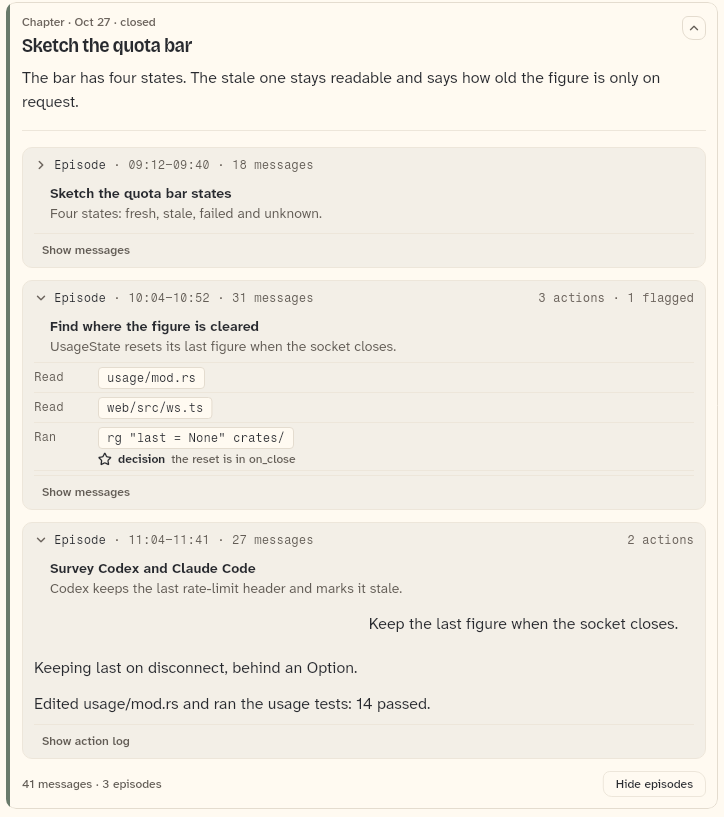 Chapter · Oct 27 · closed
Sketch the quota bar
The bar has four states. The stale one stays readable and says how old the figure is only on
request.
Episode · 09:12–09:40 · 18 messages
Sketch the quota bar states
Four states: fresh, stale, failed and unknown.
Show messages
Episode · 10:04–10:52 · 31 messages
3 actions · 1 flagged
Find where the figure is cleared
UsageState resets its last figure when the socket closes.
Read usage/mod.rs
Read web/src/ws.ts
Ran rg "last = None" crates/
decision the reset is in on_close
Show messages
Episode · 11:04–11:41 · 27 messages
2 actions
Survey Codex and Claude Code
Codex keeps the last rate-limit header and marks it stale.
Keep the last figure when the socket closes.
Keeping last on disconnect, behind an Option.
Edited usage/mod.rs and ran the usage tests: 14 passed.
Show action log
41 messages · 3 episodes
Hide episodes